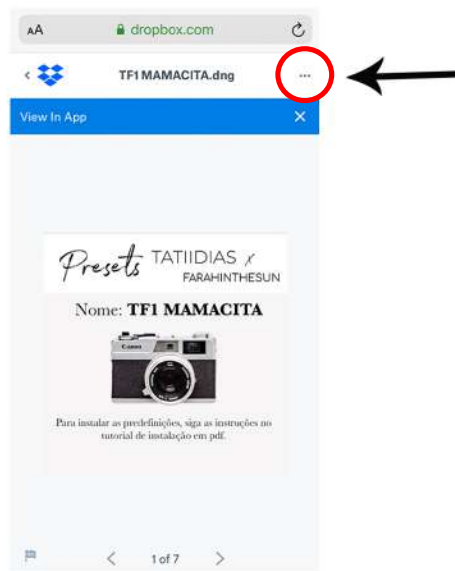 AA dropbox.com
TF1 MAMACITA.dng ...
View In App ×
Presets TATIIDIAS x
FARAHINTHESUN
Nome: TF1 MAMACITA
Canon
Para instalar as predefinições, siga as instruções no
tutorial de instalação em pdf.
< 1 of 7 >